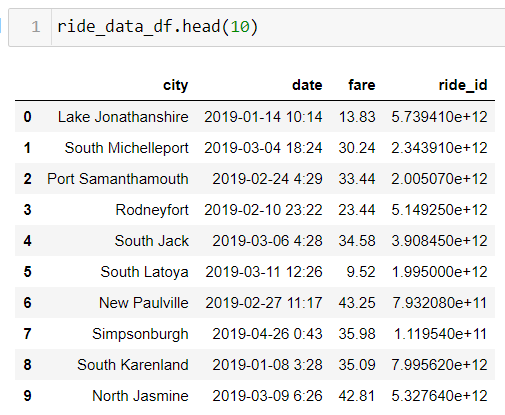 1 ride_data_df.head(10)
city date fare ride_id
0 Lake Jonathanshire 2019-01-14 10:14 13.83 5.739410e+12
1 South Michelleport 2019-03-04 18:24 30.24 2.343910e+12
2 Port Samanthamouth 2019-02-24 4:29 33.44 2.005070e+12
3 Rodneyfort 2019-02-10 23:22 23.44 5.149250e+12
4 South Jack 2019-03-06 4:28 34.58 3.908450e+12
5 South Latoya 2019-03-11 12:26 9.52 1.995000e+12
6 New Paulville 2019-02-27 11:17 43.25 7.932080e+11
7 Simpsonburgh 2019-04-26 0:43 35.98 1.119540e+11
8 South Karenland 2019-01-08 3:28 35.09 7.995620e+12
9 North Jasmine 2019-03-09 6:26 42.81 5.327640e+12